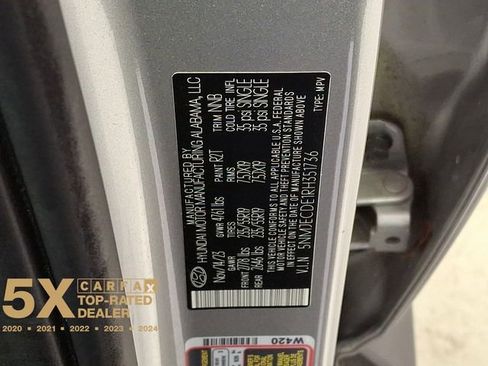 MANUFACTURED BY
HYUNDAI MOTOR MANUFACTURING ALABAMA, LLC
Nov/14/23 GVWR 4761 lbs PAINT R2T TRIM NNB
GAWR TIRES RIMS COLD TIRE INFL
FRONT 2778 lbs 235/55R19 7.5JX19 35 PSI SINGLE
REAR 2646 lbs 235/55R19 7.5JX19 35 PSI SINGLE
THIS VEHICLE CONFORMS TO ALL APPLICABLE U.S.A. FEDERAL
MOTOR VEHICLE SAFETY AND THEFT PREVENTION STANDARDS
IN EFFECT ON THE DATE OF MANUFACTURE SHOWN ABOVE.
V.I.N 5NMJECDE1RH351736 TYPE: MPV
W420
5X
CARFAX
TOP-RATED
DEALER
2020 • 2021 • 2022 • 2023 • 2024